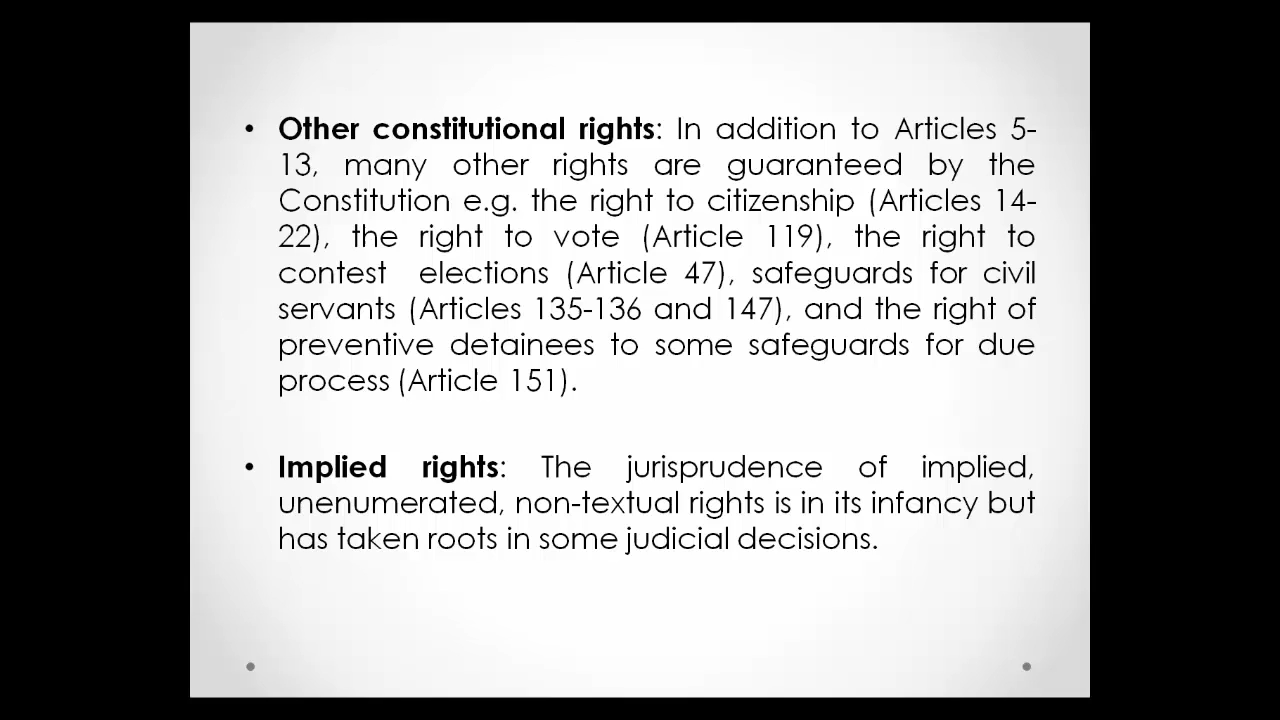 • Other constitutional rights: In addition to Articles 5-
13, many other rights are guaranteed by the
Constitution e.g. the right to citizenship (Articles 14-
22), the right to vote (Article 119), the right to
contest elections (Article 47), safeguards for civil
servants (Articles 135-136 and 147), and the right of
preventive detainees to some safeguards for due
process (Article 151).
• Implied rights: The jurisprudence of implied,
unenumerated, non-textual rights is in its infancy but
has taken roots in some judicial decisions.